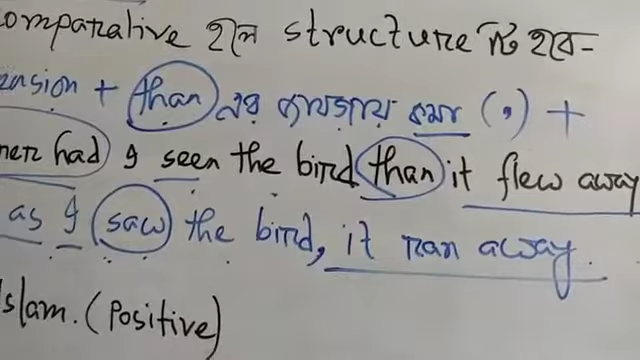 omparative হলে structure টি হবে-
ension + than এর জায়গায় কমা (,) +
ner had I seen the bird than it flew away
as I saw the bird, it ran away.
slam. (Positive)